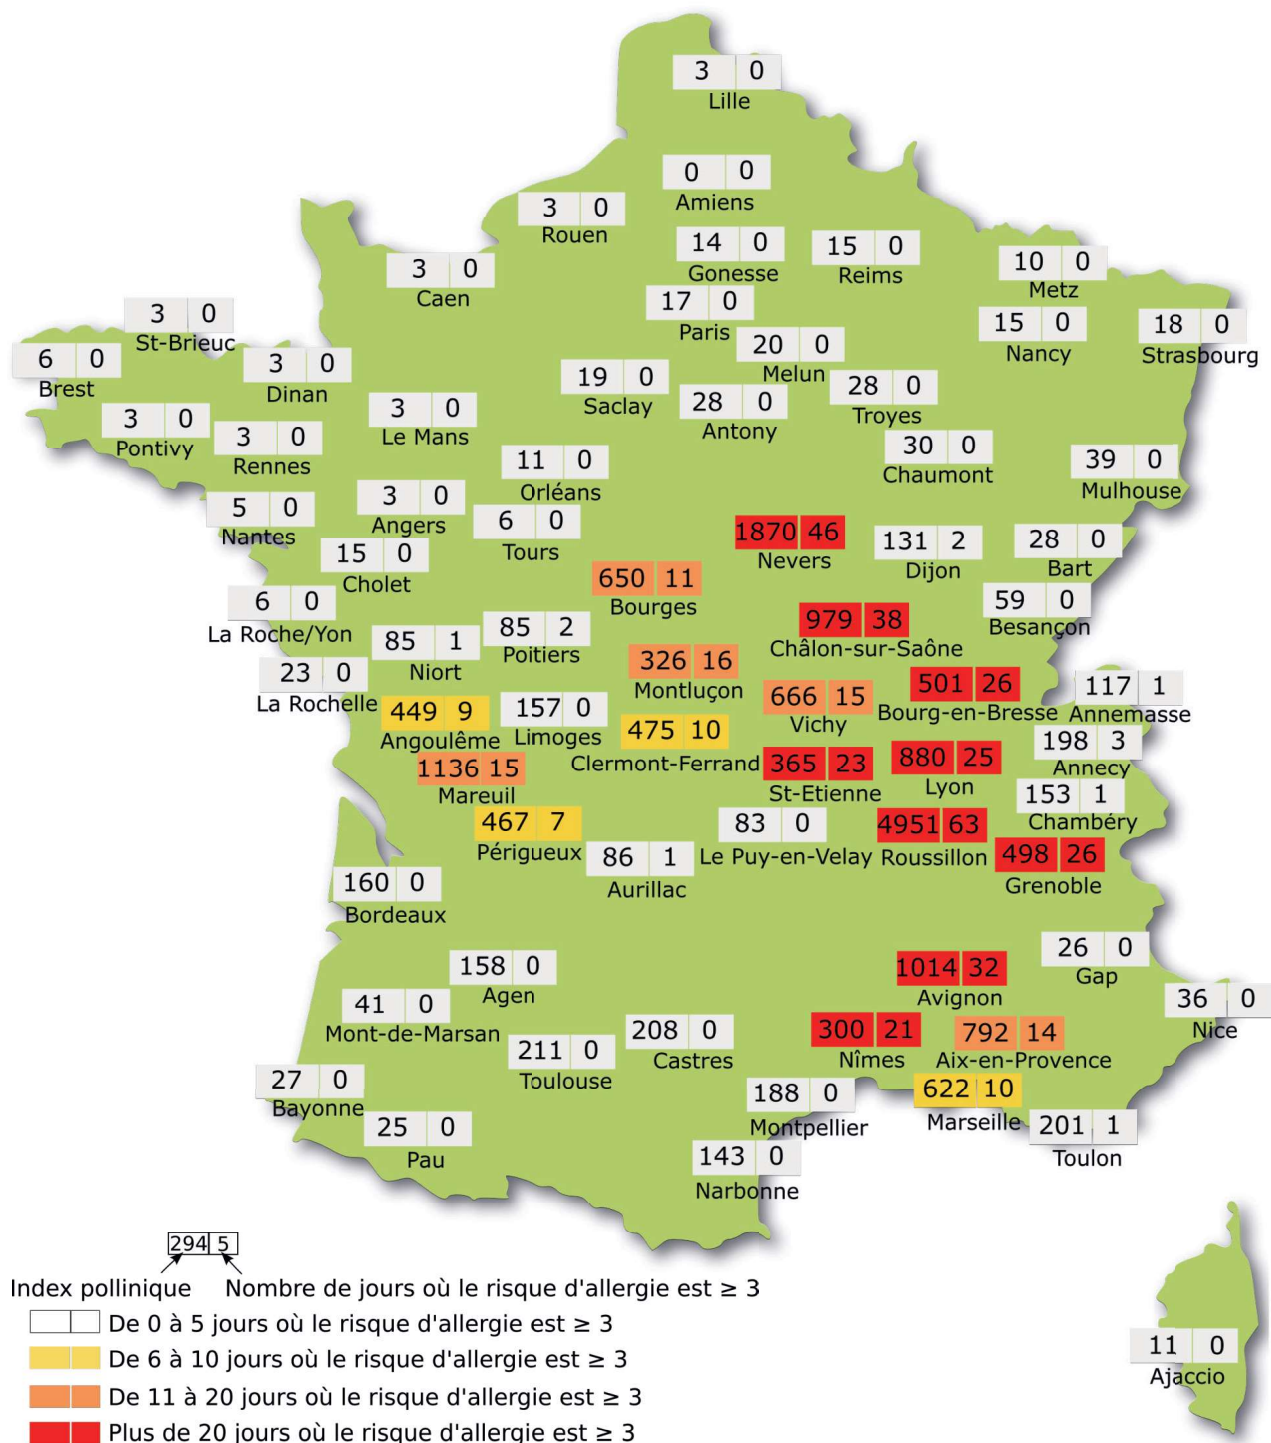 3 0
Lille
0 0
Amiens
3 0
Rouen
14 0
Gonesse
15 0
Reims
3 0
Caen
10 0
Metz
17 0
Paris
3 0
St-Brieuc
15 0
Nancy
18 0
Strasbourg
6 0
Brest
3 0
Dinan
20 0
Melun
19 0
Saclay
28 0
Troyes
28 0
Antony
3 0
Pontivy
3 0
Rennes
3 0
Le Mans
30 0
Chaumont
11 0
Orléans
39 0
Mulhouse
5 0
Nantes
3 0
Angers
6 0
Tours
1870 46
Nevers
131 2
Dijon
28 0
Bart
15 0
Cholet
650 11
Bourges
6 0
La Roche/Yon
59 0
Besançon
979 38
Châlon-sur-Saône
85 1
Niort
85 2
Poitiers
23 0
La Rochelle
326 16
Montluçon
666 15
Vichy
501 26
Bourg-en-Bresse
117 1
Annemasse
449 9
Angoulême
157 0
Limoges
475 10
Clermont-Ferrand
198 3
Annecy
1136 15
Mareuil
365 23
St-Etienne
880 25
Lyon
153 1
Chambéry
467 7
Périgueux
83 0
Le Puy-en-Velay
4951 63
Roussillon
86 1
Aurillac
498 26
Grenoble
160 0
Bordeaux
158 0
Agen
1014 32
Avignon
26 0
Gap
41 0
Mont-de-Marsan
36 0
Nice
211 0
Toulouse
208 0
Castres
300 21
Nîmes
792 14
Aix-en-Provence
27 0
Bayonne
188 0
Montpellier
622 10
Marseille
25 0
Pau
201 1
Toulon
143 0
Narbonne
11 0
Ajaccio
294 5
Index pollinique Nombre de jours où le risque d'allergie est ≥ 3
De 0 à 5 jours où le risque d'allergie est ≥ 3
De 6 à 10 jours où le risque d'allergie est ≥ 3
De 11 à 20 jours où le risque d'allergie est ≥ 3
Plus de 20 jours où le risque d'allergie est ≥ 3